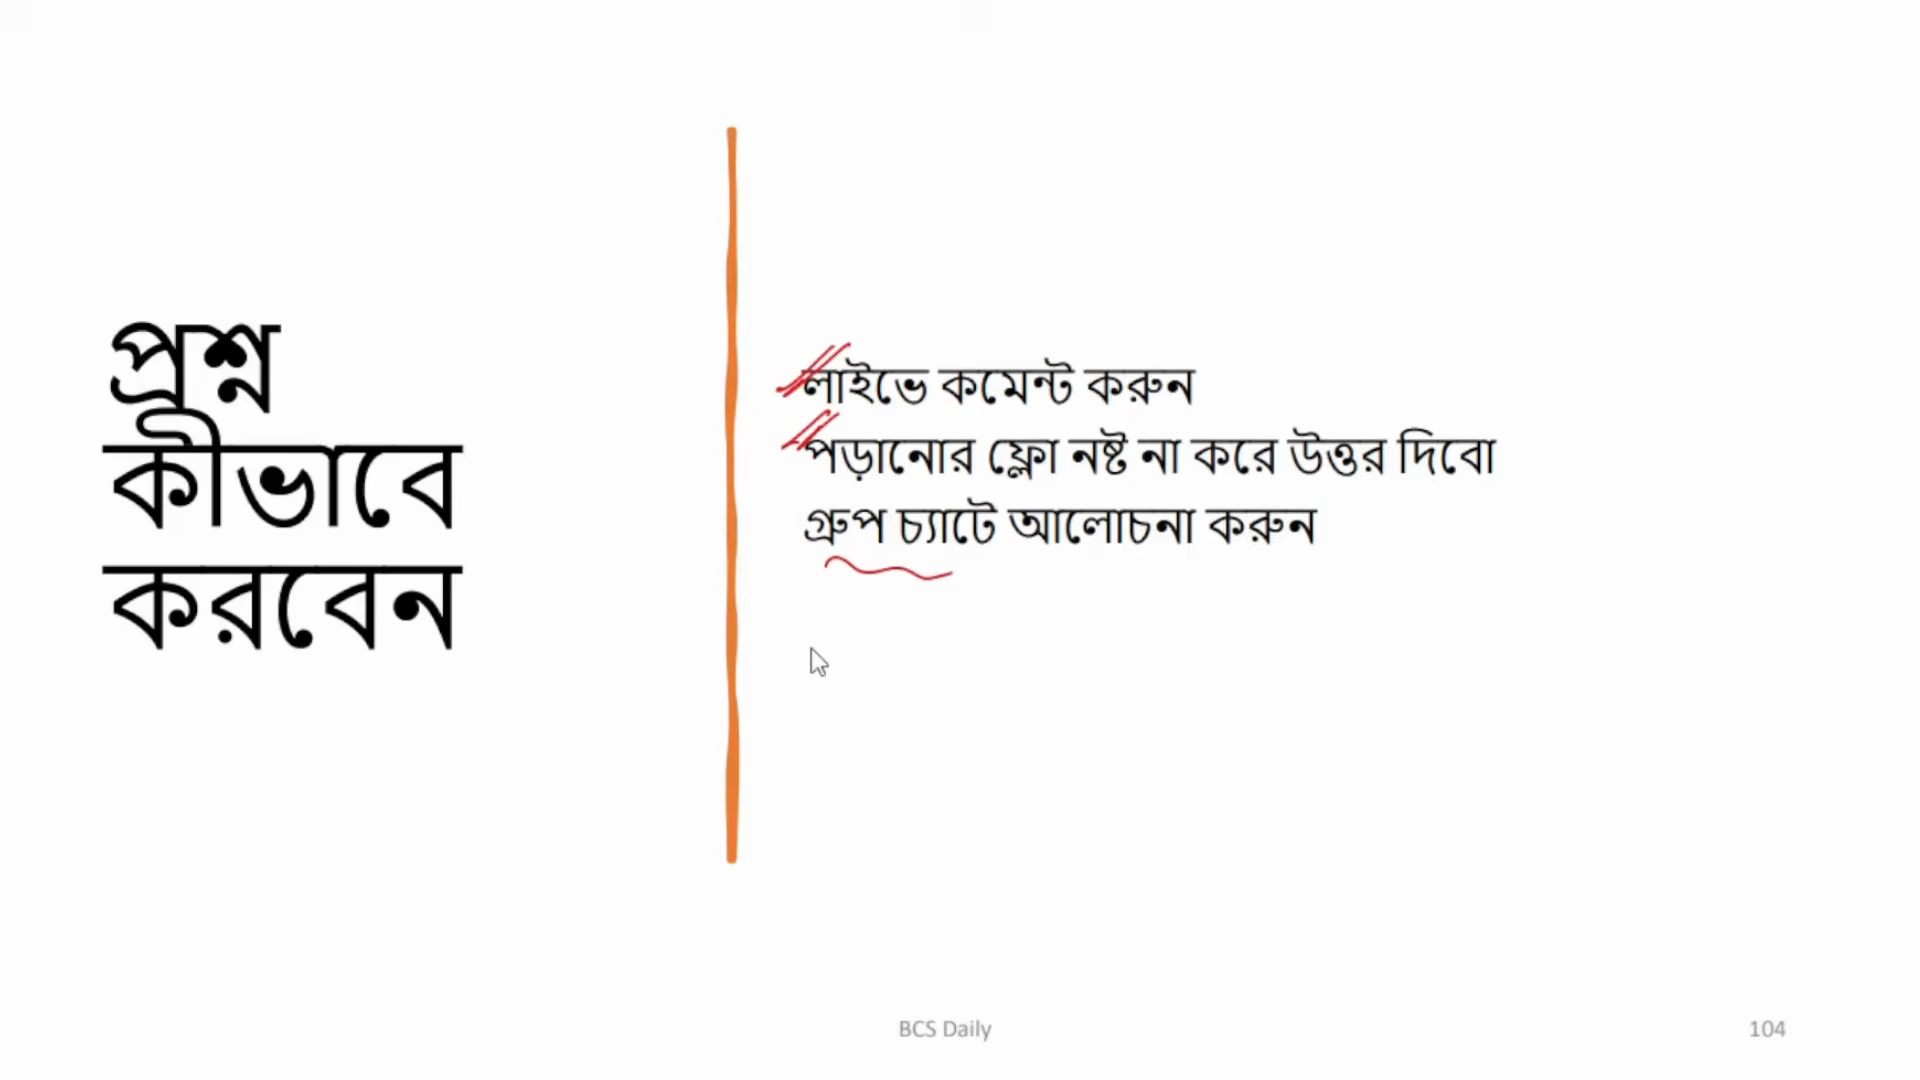 প্রশ্ন
কীভাবে
করবেন
লাইভে কমেন্ট করুন
পড়ানোর ফ্লো নষ্ট না করে উত্তর দিবো
গ্রুপ চ্যাটে আলোচনা করুন
BCS Daily
104